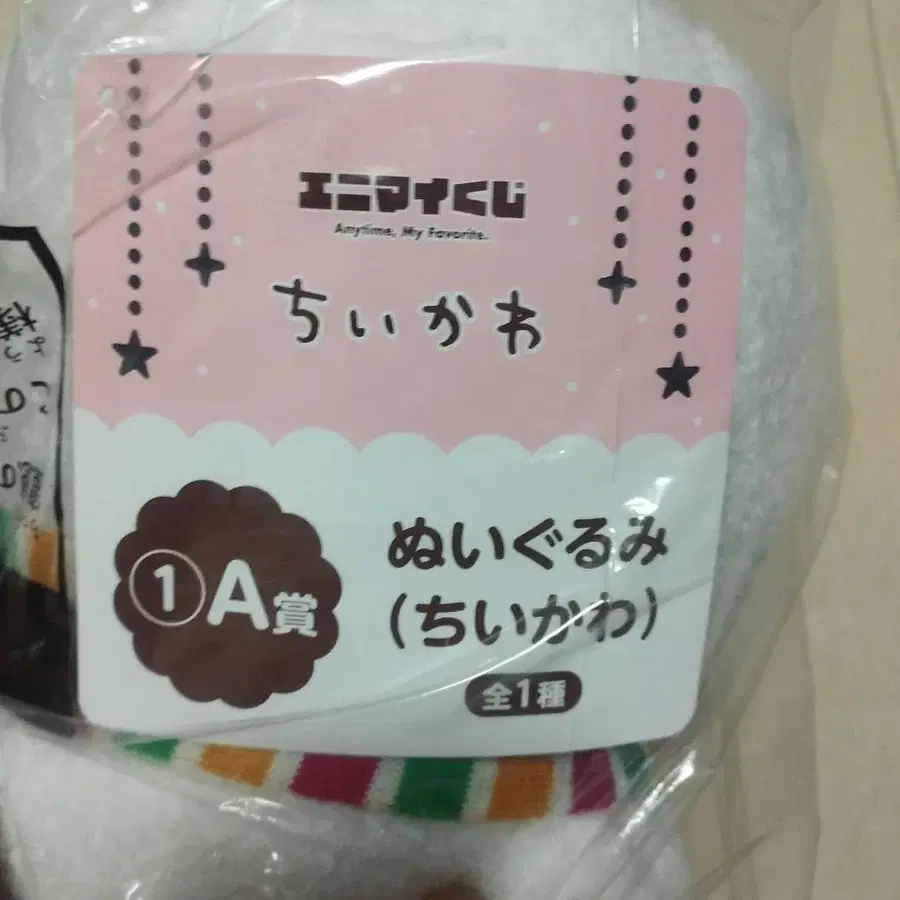 エニマイくじ
Anytime, My Favorite.
ちいかわ
①A賞
ぬいぐるみ
(ちいかわ)
全1種